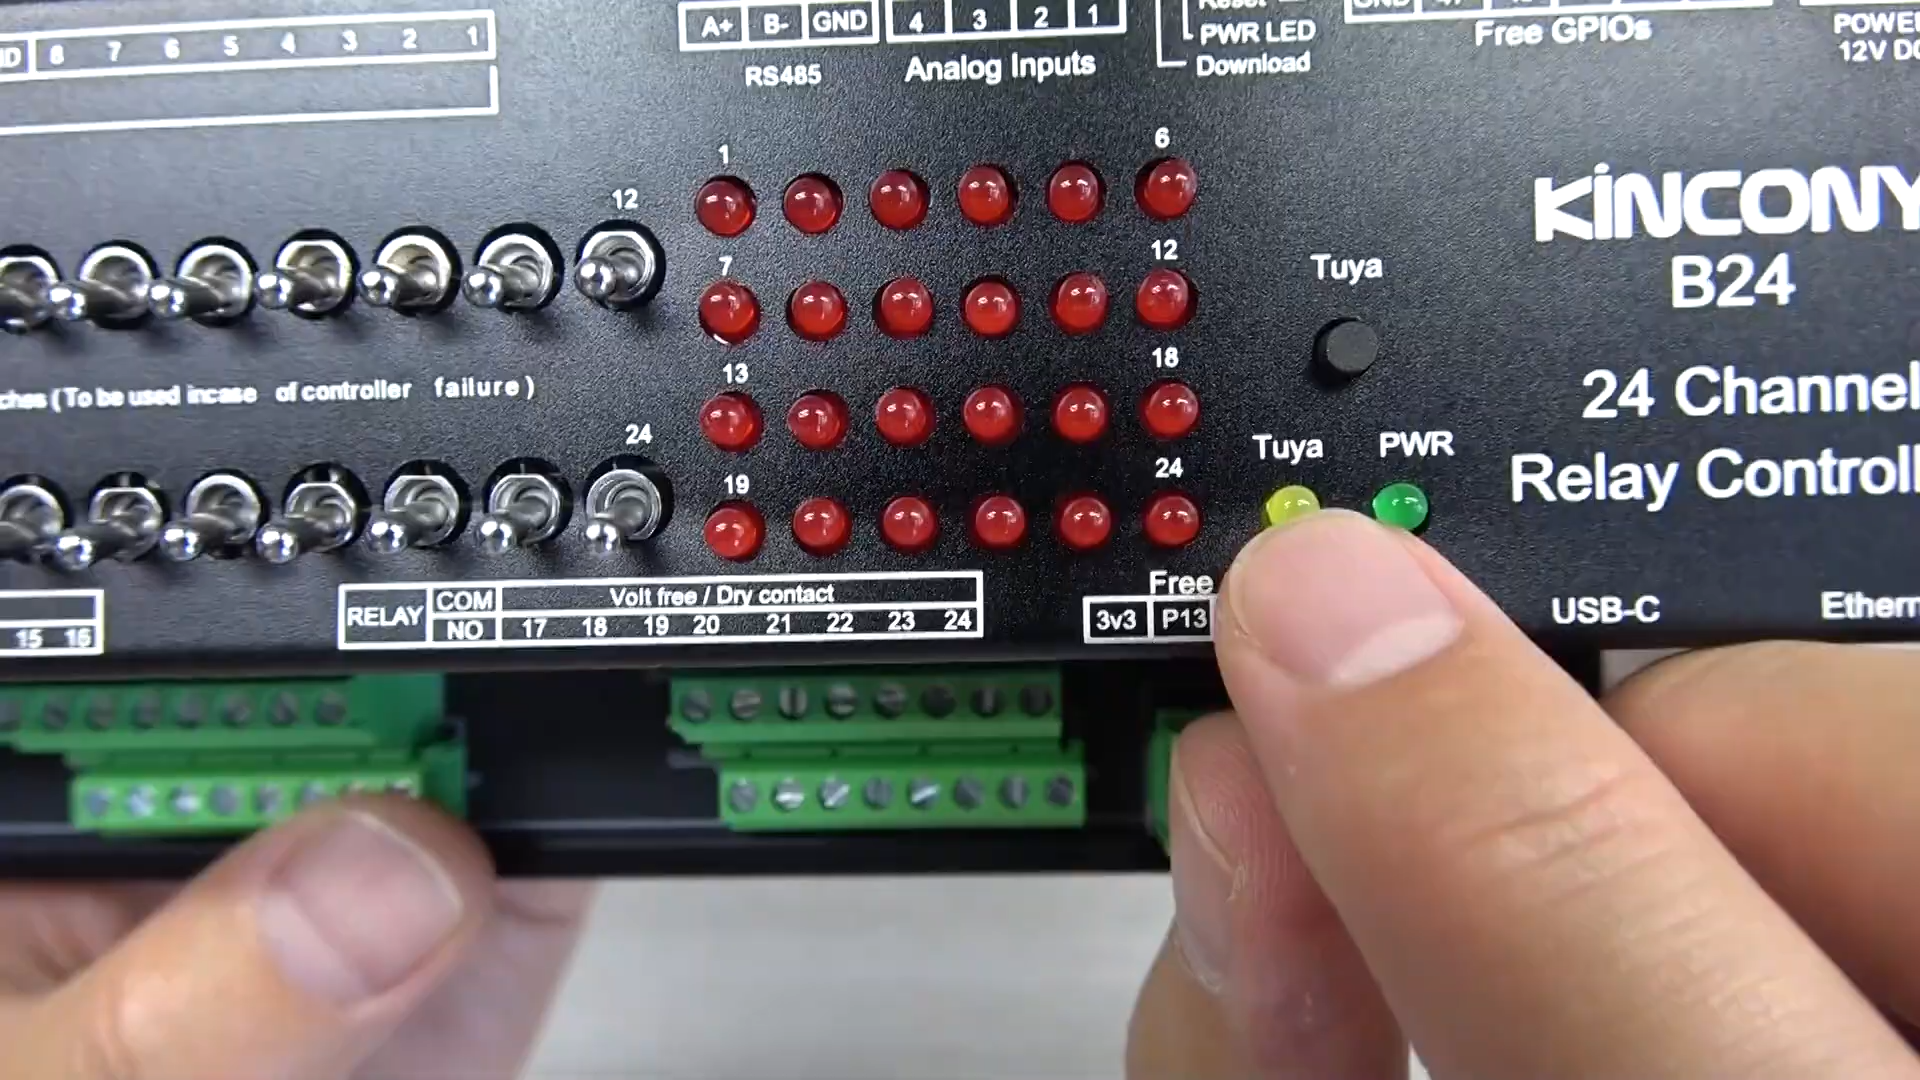 8 7 6 5 4 3 2 1
A+ B- GND
RS485
4 3 2 1
Analog Inputs
Reset
PWR LED
Download
Free GPIOs
12V
1 6
7 12
13 18
19 24
12
ches ( To be used incase of controller failure )
24
Tuya
Tuya PWR
KINCONY
B24
24 Channel
Relay
15 16
RELAY COM NO
Volt free / Dry contact
17 18 19 20 21 22 23 24
Free
3v3 P13
USB-C